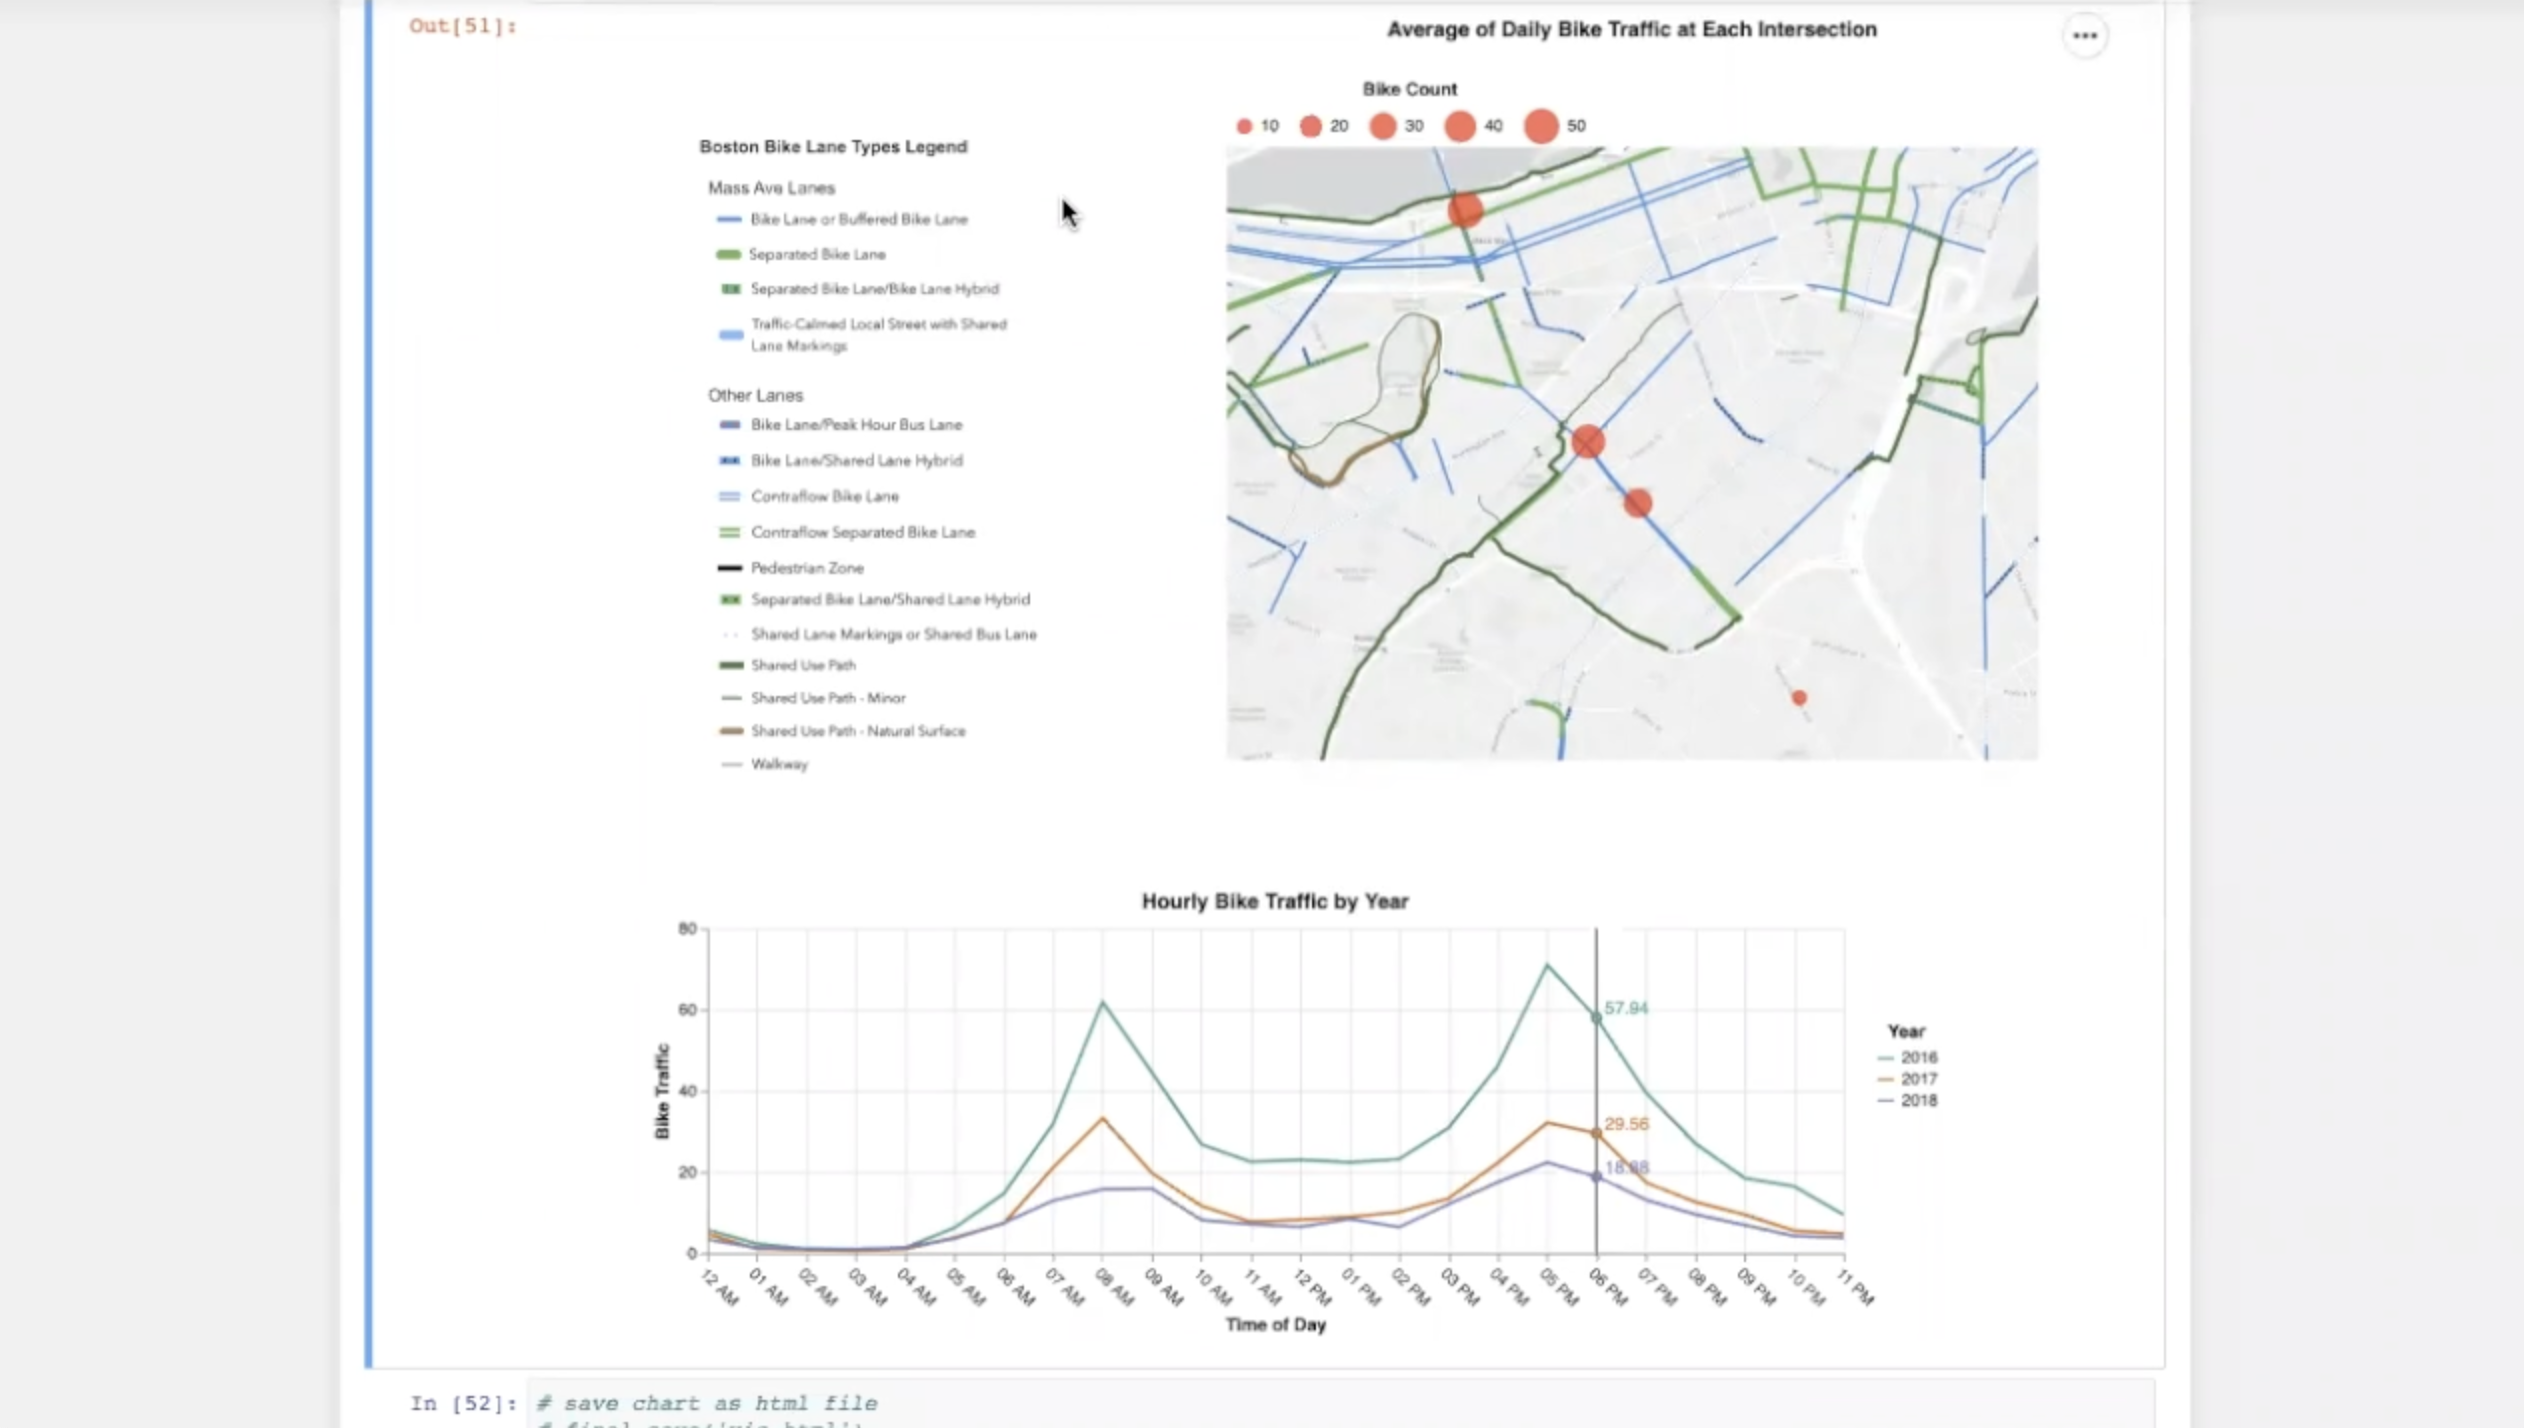 Out[51]:
Average of Daily Bike Traffic at Each Intersection
Bike Count
10 20 30 40 50
Boston Bike Lane Types Legend
Mass Ave Lanes
Bike Lane or Buffered Bike Lane
Separated Bike Lane
Separated Bike Lane/Bike Lane Hybrid
Traffic-Calmed Local Street with Shared
Lane Markings
Other Lanes
Bike Lane/Peak Hour Bus Lane
Bike Lane/Shared Lane Hybrid
Contraflow Bike Lane
Contraflow Separated Bike Lane
Pedestrian Zone
Separated Bike Lane/Shared Lane Hybrid
Shared Lane Markings or Shared Bus Lane
Shared Use Path
Shared Use Path - Minor
Shared Use Path - Natural Surface
Walkway
Hourly Bike Traffic by Year
80
60
40
20
0
Bike Traffic
57.94
29.56
Year
2016
2017
2018
12 AM 01 AM 02 AM 03 AM 04 AM 05 AM 06 AM 07 AM 08 AM 09 AM 10 AM 11 AM 12 PM 01 PM 02 PM 03 PM 04 PM 05 PM 06 PM 07 PM 08 PM 09 PM 10 PM 11 PM
Time of Day
In [52]: # save chart as html file